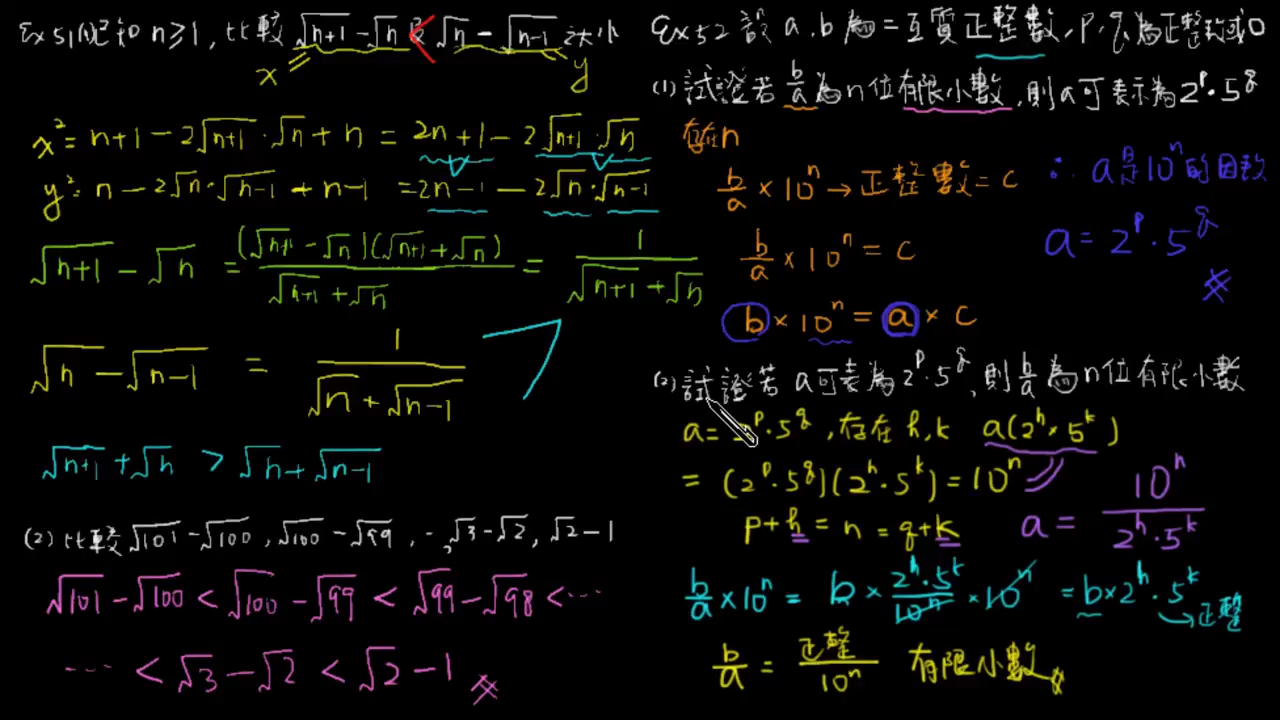 Ex51 已知 n≥1, 比較 √(n+1) − √n 及 < √n − √(n−1) 之大小
x y
x² = n+1 − 2√(n+1)·√n + n = 2n+1 − 2√(n+1)·√n
y² = n − 2√n·√(n−1) + n−1 = 2n−1 − 2√n·√(n−1)
√(n+1) − √n = (√(n+1) − √n)(√(n+1) + √n) / (√(n+1) + √n) = 1 / (√(n+1) + √n)
√n − √(n−1) = 1 / (√n + √(n−1))
√(n+1) + √n > √n + √(n−1)
(2) 比較 √101 − √100, √100 − √99, ⋯, √3 − √2, √2 − 1
√101 − √100 < √100 − √99 < √99 − √98 < ⋯
⋯ < √3 − √2 < √2 − 1
Ex52 設 a.b 為二互質正整數, p, q 為正整數或0
(1) 試證若 b/a 為 n 位有限小數, 則 a 可表示為 2^p·5^q
存在 n
b/a × 10^n → 正整數 = c
b/a × 10^n = c
b × 10^n = a × c
∴ a 是 10^n 的因數
a = 2^p·5^q
(2) 試證若 a 可表為 2^p·5^q, 則 b/a 為 n 位有限小數
a = 2^p·5^q, 存在 h, k a(2^h × 5^k)
= (2^p·5^q)(2^h·5^k) = 10^n
p + h = n = q + k
a = 10^n / (2^h·5^k)
b/a × 10^n = b × (2^h·5^k)/10^n × 10^n = b × 2^h·5^k → 正整
b/a = 正整/10^n 有限小數